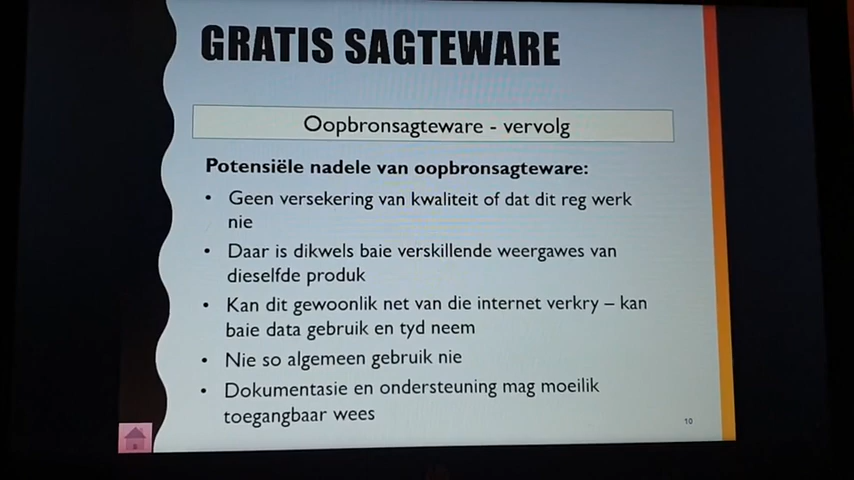 GRATIS SAGTEWARE
Oopbronsagteware - vervolg
Potensiële nadele van oopbronsagteware:
• Geen versekering van kwaliteit of dat dit reg werk
nie
• Daar is dikwels baie verskillende weergawes van
dieselfde produk
• Kan dit gewoonlik net van die internet verkry – kan
baie data gebruik en tyd neem
• Nie so algemeen gebruik nie
• Dokumentasie en ondersteuning mag moeilik
toegangbaar wees
10